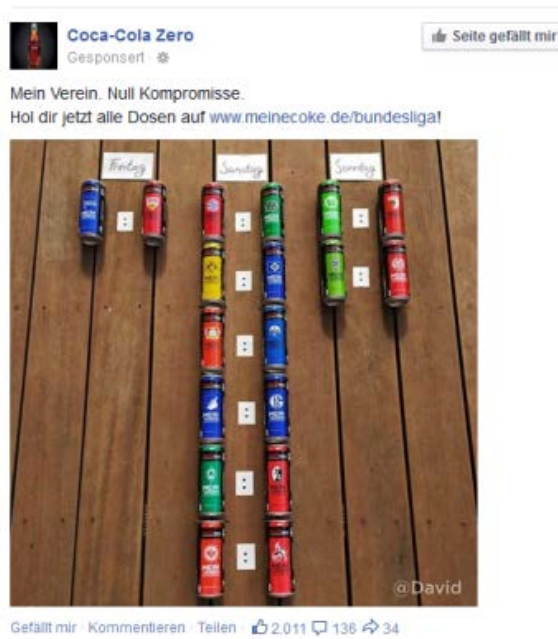 Coca-Cola Zero
Gesponsert
Seite gefällt mir
Mein Verein. Null Kompromisse.
Hol dir jetzt alle Dosen auf www.meinecoke.de/bundesliga!
Freitag Samstag Sonntag
: : :
: :
:
:
:
:
@David
Gefällt mir · Kommentieren · Teilen · 2.011 136 34